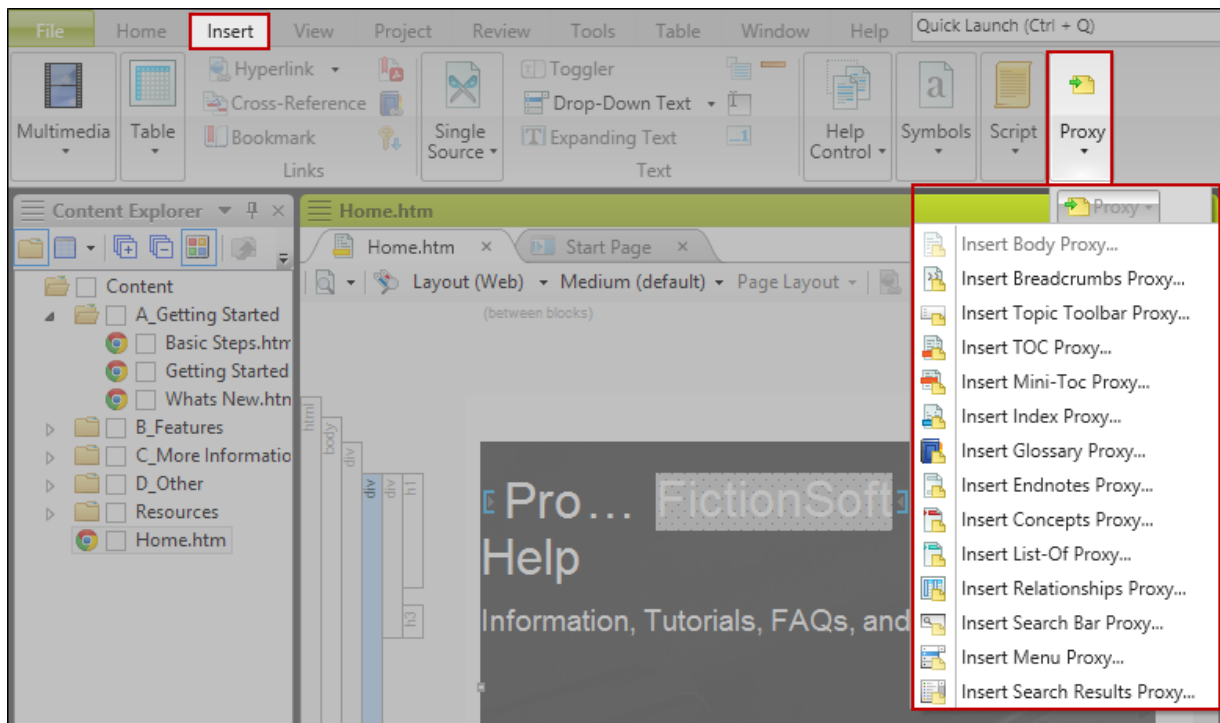 File Home Insert View Project Review Tools Table Window Help Quick Launch (Ctrl + Q)
Hyperlink Toggler
Cross-Reference Drop-Down Text
Multimedia Table Bookmark Single Source Expanding Text Help Control Symbols Script Proxy
Links Text
Content Explorer Home.htm Proxy
Home.htm Start Page
Layout (Web) Medium (default) Page Layout
(between blocks)
Content
A_Getting Started
Basic Steps.htm
Getting Started
Whats New.htn
B_Features
C_More Informatio
D_Other
Resources
Home.htm
html
body
div
div
div
h1
h3
Pro... FictionSoft
Help
Information, Tutorials, FAQs, and
Insert Body Proxy...
Insert Breadcrumbs Proxy...
Insert Topic Toolbar Proxy...
Insert TOC Proxy...
Insert Mini-Toc Proxy...
Insert Index Proxy...
Insert Glossary Proxy...
Insert Endnotes Proxy...
Insert Concepts Proxy...
Insert List-Of Proxy...
Insert Relationships Proxy...
Insert Search Bar Proxy...
Insert Menu Proxy...
Insert Search Results Proxy...